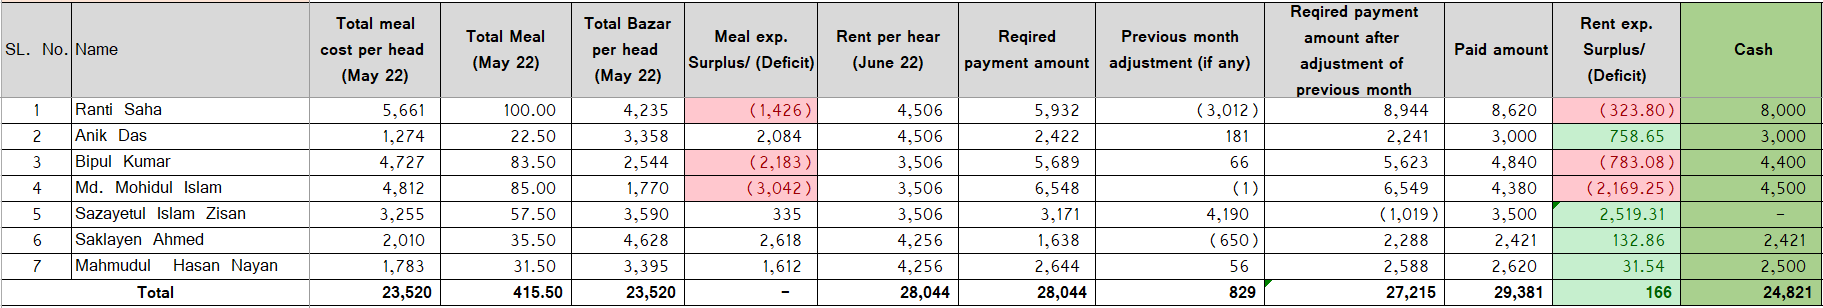 SL. No. Name Total meal cost per head (May 22) Total Meal (May 22) Total Bazar per head (May 22) Meal exp. Surplus/ (Deficit) Rent per hear (June 22) Reqired payment amount Previous month adjustment (if any) Reqired payment amount after adjustment of previous month Paid amount Rent exp. Surplus/ (Deficit) Cash
1 Ranti Saha 5,661 100.00 4,235 (1,426) 4,506 5,932 (3,012) 8,944 8,620 (323.80) 8,000
2 Anik Das 1,274 22.50 3,358 2,084 4,506 2,422 181 2,241 3,000 758.65 3,000
3 Bipul Kumar 4,727 83.50 2,544 (2,183) 3,506 5,689 66 5,623 4,840 (783.08) 4,400
4 Md. Mohidul Islam 4,812 85.00 1,770 (3,042) 3,506 6,548 (1) 6,549 4,380 (2,169.25) 4,500
5 Sazayetul Islam Zisan 3,255 57.50 3,590 335 3,506 3,171 4,190 (1,019) 3,500 2,519.31 –
6 Saklayen Ahmed 2,010 35.50 4,628 2,618 4,256 1,638 (650) 2,288 2,421 132.86 2,421
7 Mahmudul Hasan Nayan 1,783 31.50 3,395 1,612 4,256 2,644 56 2,588 2,620 31.54 2,500
Total 23,520 415.50 23,520 – 28,044 28,044 829 27,215 29,381 166 24,821